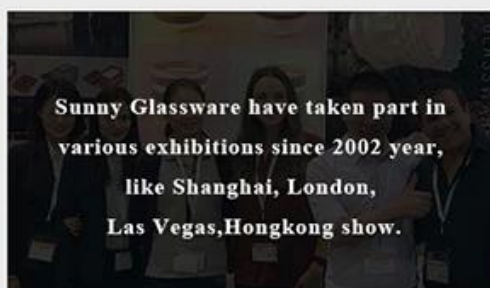 Sunny Glassware have taken part in
various exhibitions since 2002 year,
like Shanghai, London,
Las Vegas,Hongkong show.